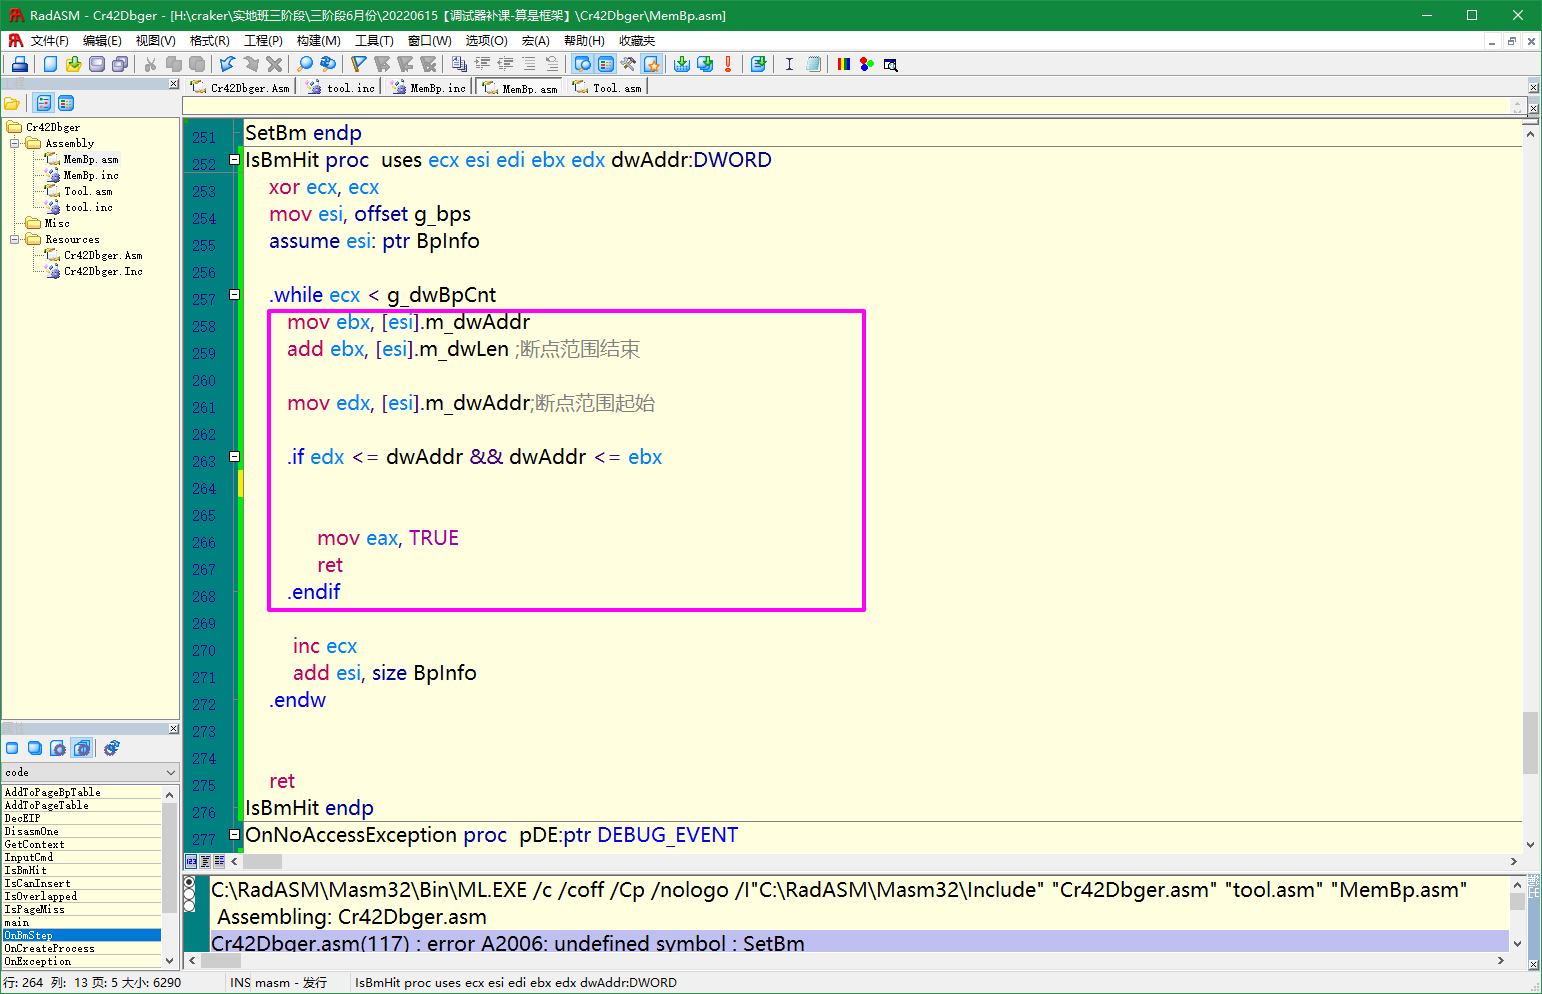 RadASM - Cr42Dbger - [H:\craker\实地班三阶段\三阶段6月份\20220615【调试器补课-算是框架】\Cr42Dbger\MemBp.asm]
文件(F) 编辑(E) 视图(V) 格式(R) 工程(P) 构建(M) 工具(T) 窗口(W) 选项(O) 宏(A) 帮助(H) 收藏夹
Cr42Dbger.Asm tool.inc MemBp.inc MemBp.asm Tool.asm
Cr42Dbger
Assembly
MemBp.asm
MemBp.inc
Tool.asm
tool.inc
Misc
Resources
Cr42Dbger.Asm
Cr42Dbger.Inc
code
AddToPageBpTable
AddToPageTable
DecEIP
DisasmOne
GetContext
InputCmd
IsBmHit
IsCanInsert
IsOverlapped
IsPageMiss
main
OnBmStep
OnCreateProcess
OnException
251 SetBm endp
252 IsBmHit proc  uses ecx esi edi ebx edx dwAddr:DWORD
253 xor ecx, ecx
254 mov esi, offset g_bps
255 assume esi: ptr BpInfo
256
257 .while ecx < g_dwBpCnt
258 mov ebx, [esi].m_dwAddr
259 add ebx, [esi].m_dwLen ;断点范围结束
260
261 mov edx, [esi].m_dwAddr;断点范围起始
262
263 .if edx <= dwAddr && dwAddr <= ebx
264
265
266 mov eax, TRUE
267 ret
268 .endif
269
270 inc ecx
271 add esi, size BpInfo
272 .endw
273
274
275 ret
276 IsBmHit endp
277 OnNoAccessException proc  pDE:ptr DEBUG_EVENT
C:\RadASM\Masm32\Bin\ML.EXE /c /coff /Cp /nologo /I"C:\RadASM\Masm32\Include" "Cr42Dbger.asm" "tool.asm" "MemBp.asm"
Assembling: Cr42Dbger.asm
Cr42Dbger.asm(117) : error A2006: undefined symbol : SetBm
行: 264 列: 13 页: 5 大小: 6290 INS masm - 发行 IsBmHit proc uses ecx esi edi ebx edx dwAddr:DWORD